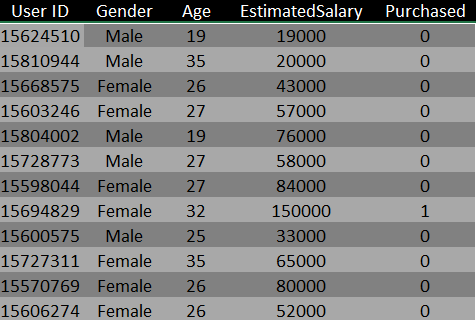 User ID Gender Age EstimatedSalary Purchased
15624510 Male 19 19000 0
15810944 Male 35 20000 0
15668575 Female 26 43000 0
15603246 Female 27 57000 0
15804002 Male 19 76000 0
15728773 Male 27 58000 0
15598044 Female 27 84000 0
15694829 Female 32 150000 1
15600575 Male 25 33000 0
15727311 Female 35 65000 0
15570769 Female 26 80000 0
15606274 Female 26 52000 0